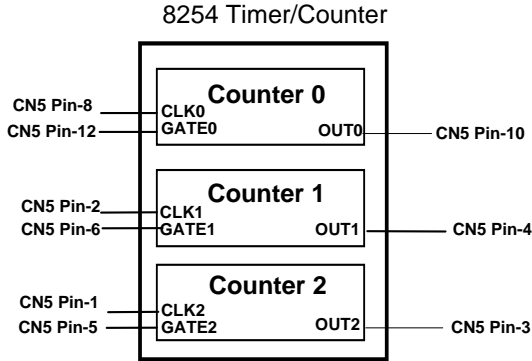 8254 Timer/Counter
Counter 0
CN5 Pin-8
CLK0
CN5 Pin-12
GATE0
OUT0
CN5 Pin-10
Counter 1
CN5 Pin-2
CLK1
CN5 Pin-6
GATE1
OUT1
CN5 Pin-4
Counter 2
CN5 Pin-1
CLK2
CN5 Pin-5
GATE2
OUT2
CN5 Pin-3